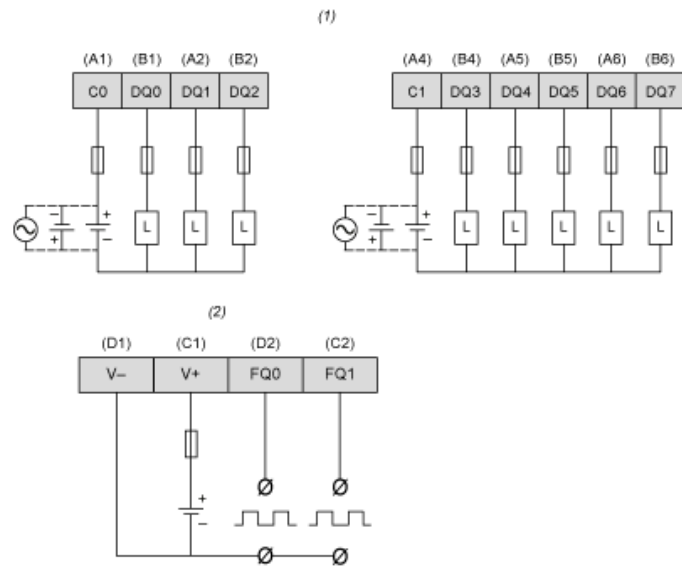 (1)
(A1) (B1) (A2) (B2)
C0 DQ0 DQ1 DQ2
L L L
− + + −
(A4) (B4) (A5) (B5) (A6) (B6)
C1 DQ3 DQ4 DQ5 DQ6 DQ7
L L L L L
− + + −
(2)
(D1) (C1) (D2) (C2)
V− V+ FQ0 FQ1
+
−